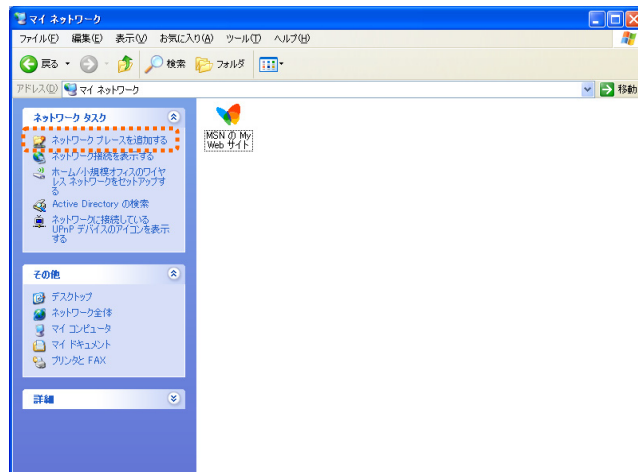 マイ ネットワーク
ファイル(F) 編集(E) 表示(V) お気に入り(A) ツール(T) ヘルプ(H)
戻る 検索 フォルダ
アドレス(D) マイ ネットワーク 移動
ネットワーク タスク
ネットワーク プレースを追加する
ネットワーク接続を表示する
ホーム/小規模オフィスのワイヤ
レス ネットワークをセットアップす
る
Active Directory の検索
ネットワークに接続している
UPnP デバイスのアイコンを表示
する
MSN の My
Web サイト
その他
デスクトップ
ネットワーク全体
マイ コンピュータ
マイ ドキュメント
プリンタと FAX
詳細